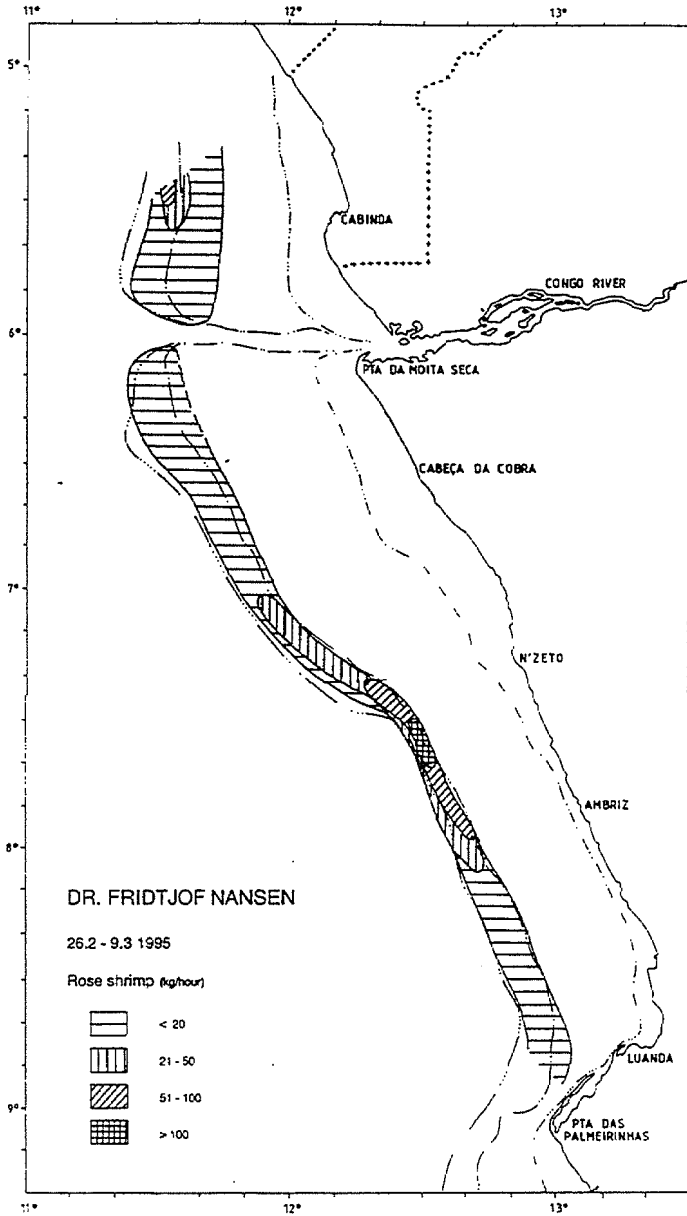 11°
12°
13°
5°
CABINDA
CONGO RIVER
6°
PTA DA MOITA SECA
CABEÇA DA COBRA
7°
N'ZETO
AMBRIZ
8°
DR. FRIDTJOF NANSEN
26.2 - 9.3 1995
Rose shrimp (kg/hour)
< 20
21 - 50
51 - 100
> 100
LUANDA
9°
PTA DAS
PALMEIRINHAS
11°
12°
13°